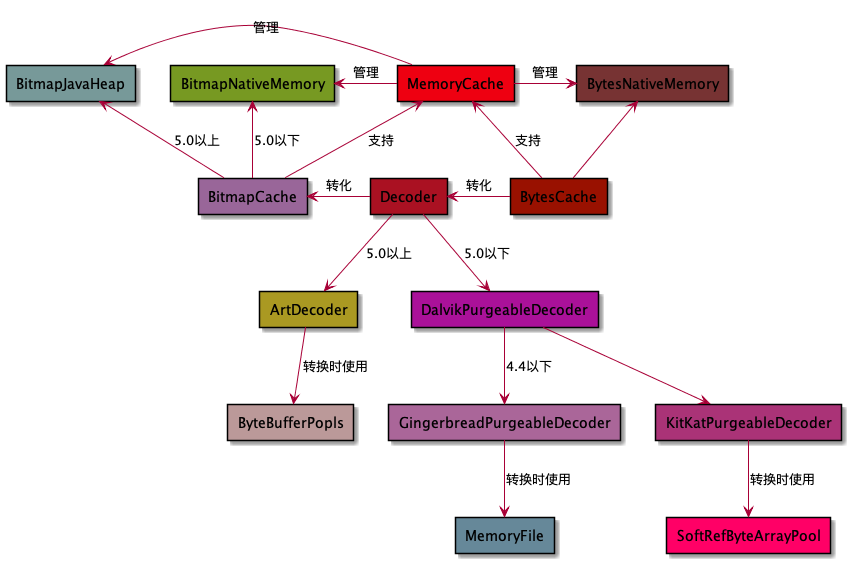 管理
BitmapJavaHeap
BitmapNativeMemory
管理
MemoryCache
管理
BytesNativeMemory
5.0以上
5.0以下
支持
支持
BitmapCache
转化
Decoder
转化
BytesCache
5.0以上
5.0以下
ArtDecoder
DalvikPurgeableDecoder
转换时使用
4.4以下
ByteBufferPopls
GingerbreadPurgeableDecoder
KitKatPurgeableDecoder
转换时使用
转换时使用
MemoryFile
SoftRefByteArrayPool